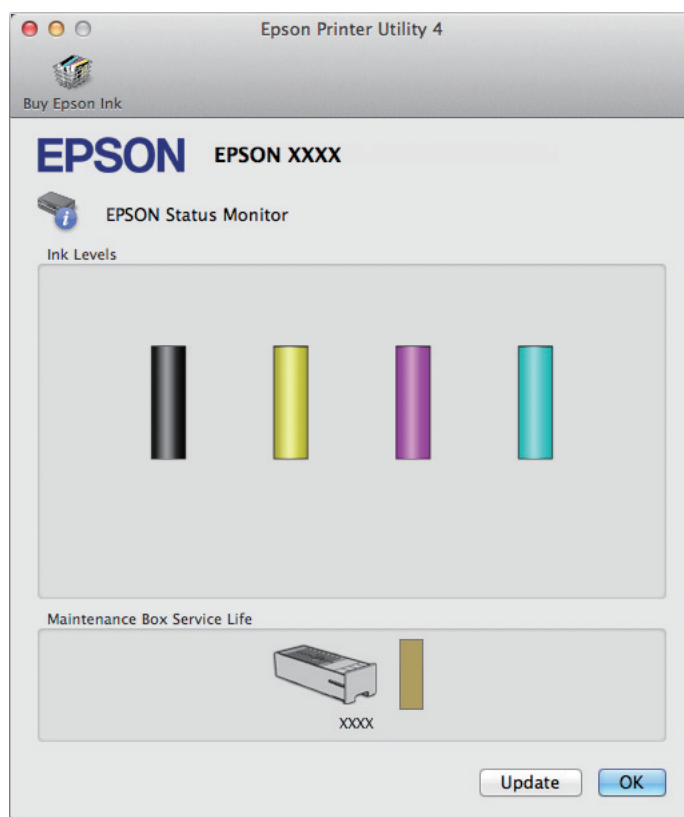 Epson Printer Utility 4
Buy Epson Ink
EPSON EPSON XXXX
EPSON Status Monitor
Ink Levels
Maintenance Box Service Life
XXXX
Update OK